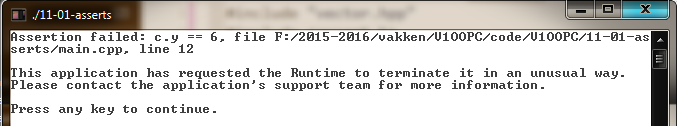 #include "vector.hpp"
./11-01-asserts
Assertion failed: c.y == 6, file F:/2015-2016/vakken/V1OOPC/code/V1OOPC/11-01-as
serts/main.cpp, line 12
This application has requested the Runtime to terminate it in an unusual way.
Please contact the application's support team for more information.
Press any key to continue.